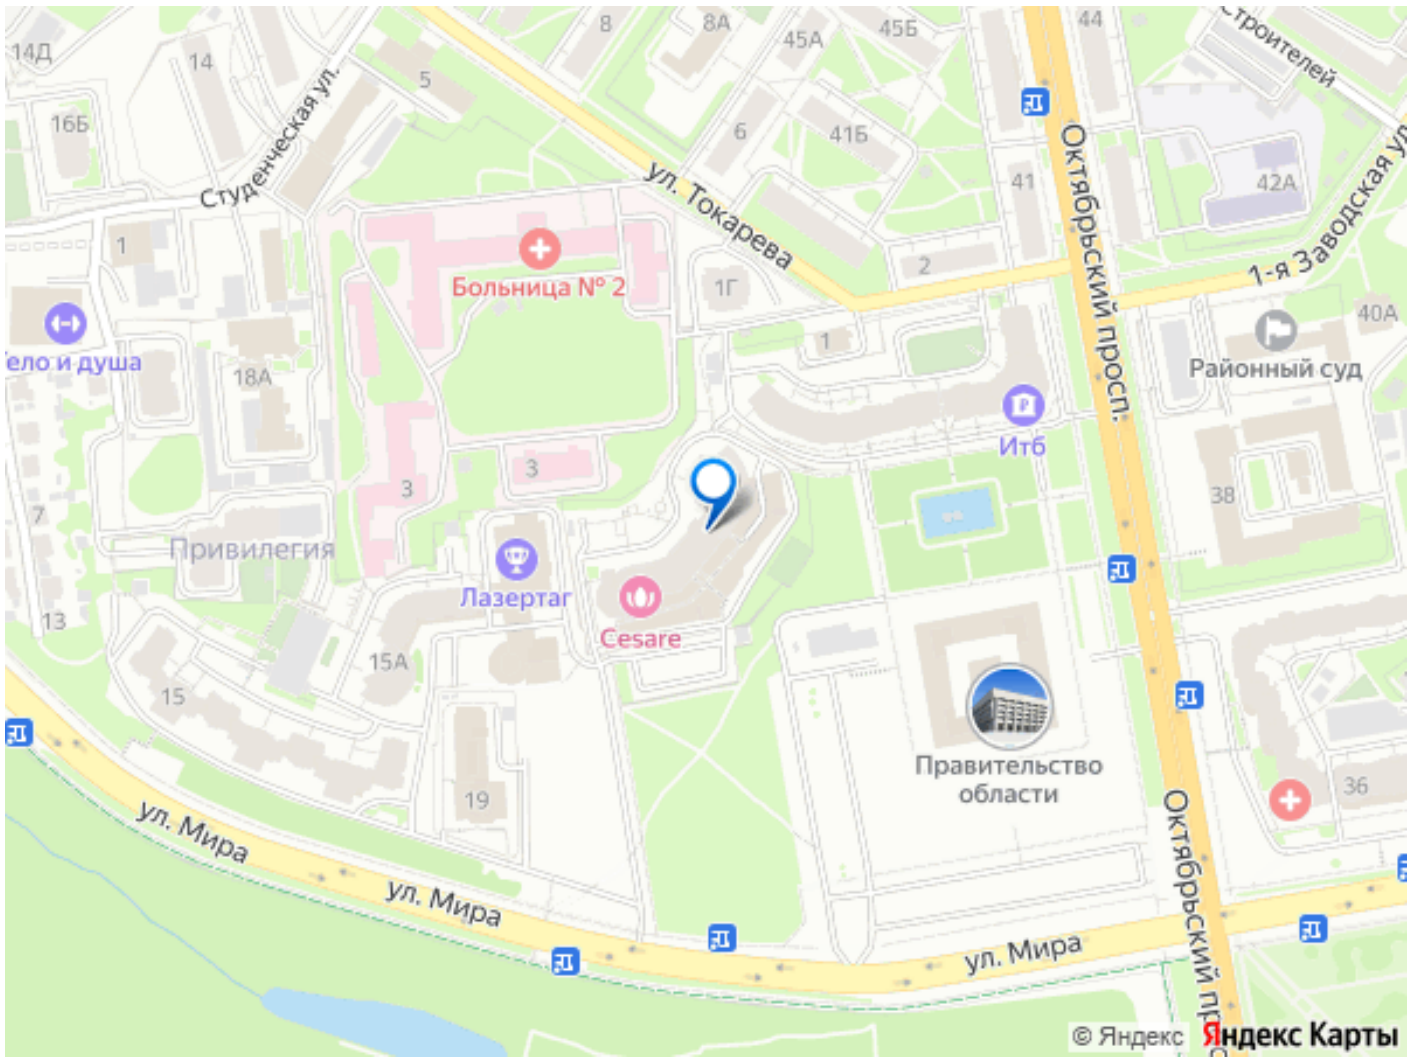 14Д
14
8
8А
45А
45Б
44
Строителей
16Б
5
6
41Б
Студенческая ул.
ул. Токарева
41
Октябрьский просп.
42А
1-я Заводская ул.
1
Больница № 2
1Г
2
1
40А
Районный суд
ело и душа
18А
Итб
3
3
38
7
Привилегия
Лазертаг
Cesare
13
15А
15
19
Правительство
области
36
ул. Мира
ул. Мира
ул. Мира
Октябрьский пр
© Яндекс Яндекс Карты